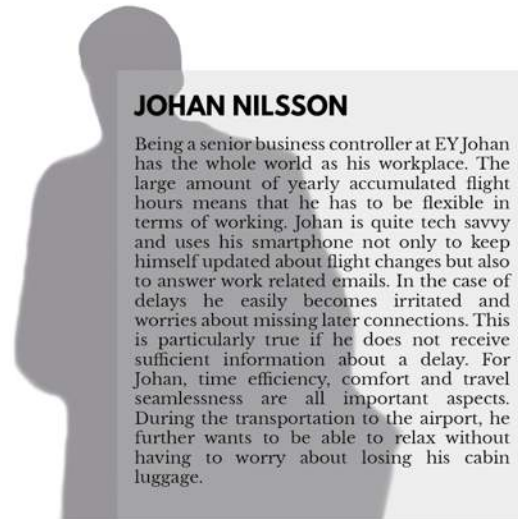 JOHAN NILSSON
Being a senior business controller at EY Johan
has the whole world as his workplace. The
large amount of yearly accumulated flight
hours means that he has to be flexible in
terms of working. Johan is quite tech savvy
and uses his smartphone not only to keep
himself updated about flight changes but also
to answer work related emails. In the case of
delays he easily becomes irritated and
worries about missing later connections. This
is particularly true if he does not receive
sufficient information about a delay. For
Johan, time efficiency, comfort and travel
seamlessness are all important aspects.
During the transportation to the airport, he
further wants to be able to relax without
having to worry about losing his cabin
luggage.